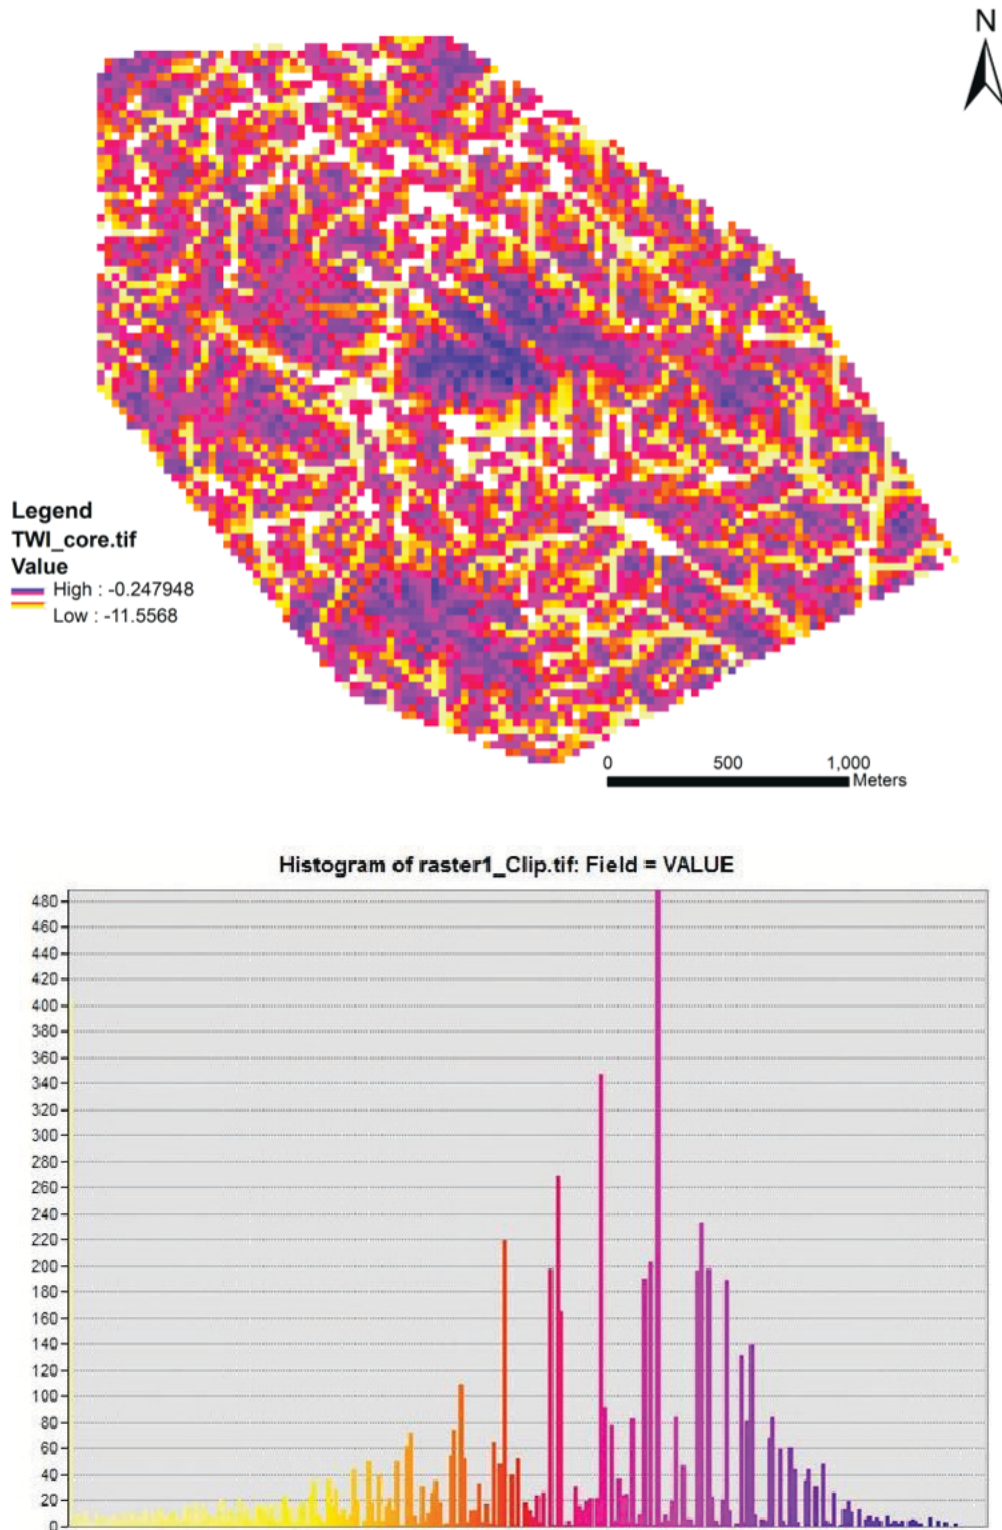 N
Legend
TWI_core.tif
Value
High : -0.247948
Low : -11.5568
0 500 1,000
Meters
Histogram of raster1_Clip.tif: Field = VALUE
480
460
440
420
400
380
360
340
320
300
280
260
240
220
200
180
160
140
120
100
80
60
40
20
0